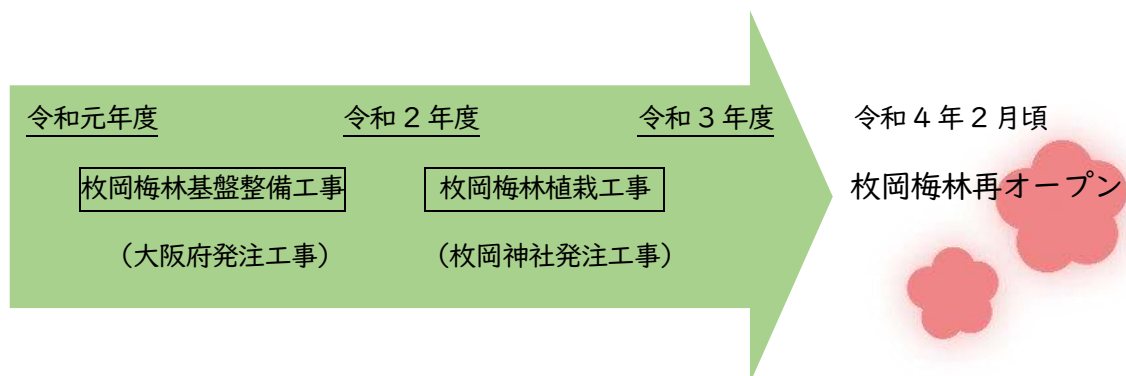 令和元年度 令和２年度 令和３年度 令和４年２月頃
枚岡梅林基盤整備工事 枚岡梅林植栽工事 枚岡梅林再オープン
（大阪府発注工事） （枚岡神社発注工事）